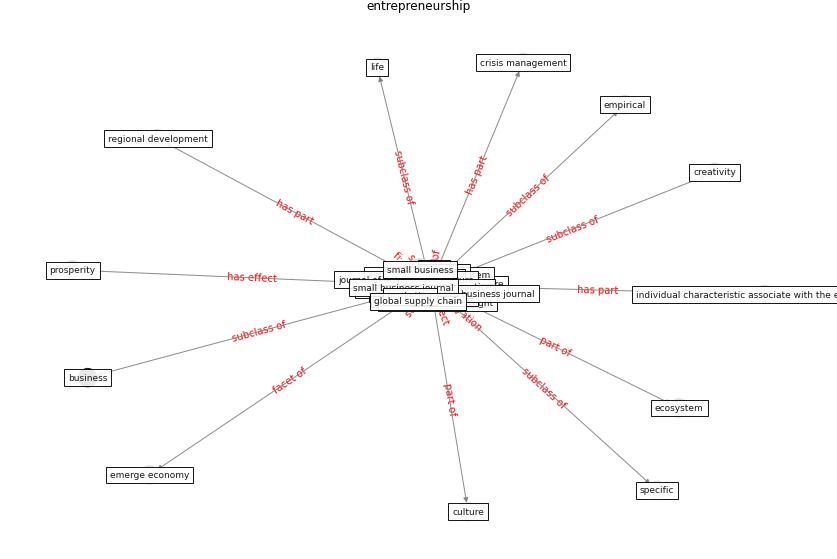 entrepreneurship
life
crisis management
empirical
regional development
creativity
subclass of
has part
subclass of
has part
subclass of
prosperity
has effect
small business
small business journal
business journal
global supply chain
has part
individual characteristic associate with the e
subclass of
business
facet of
part of
part of
subclass of
ecosystem
emerge economy
specific
culture